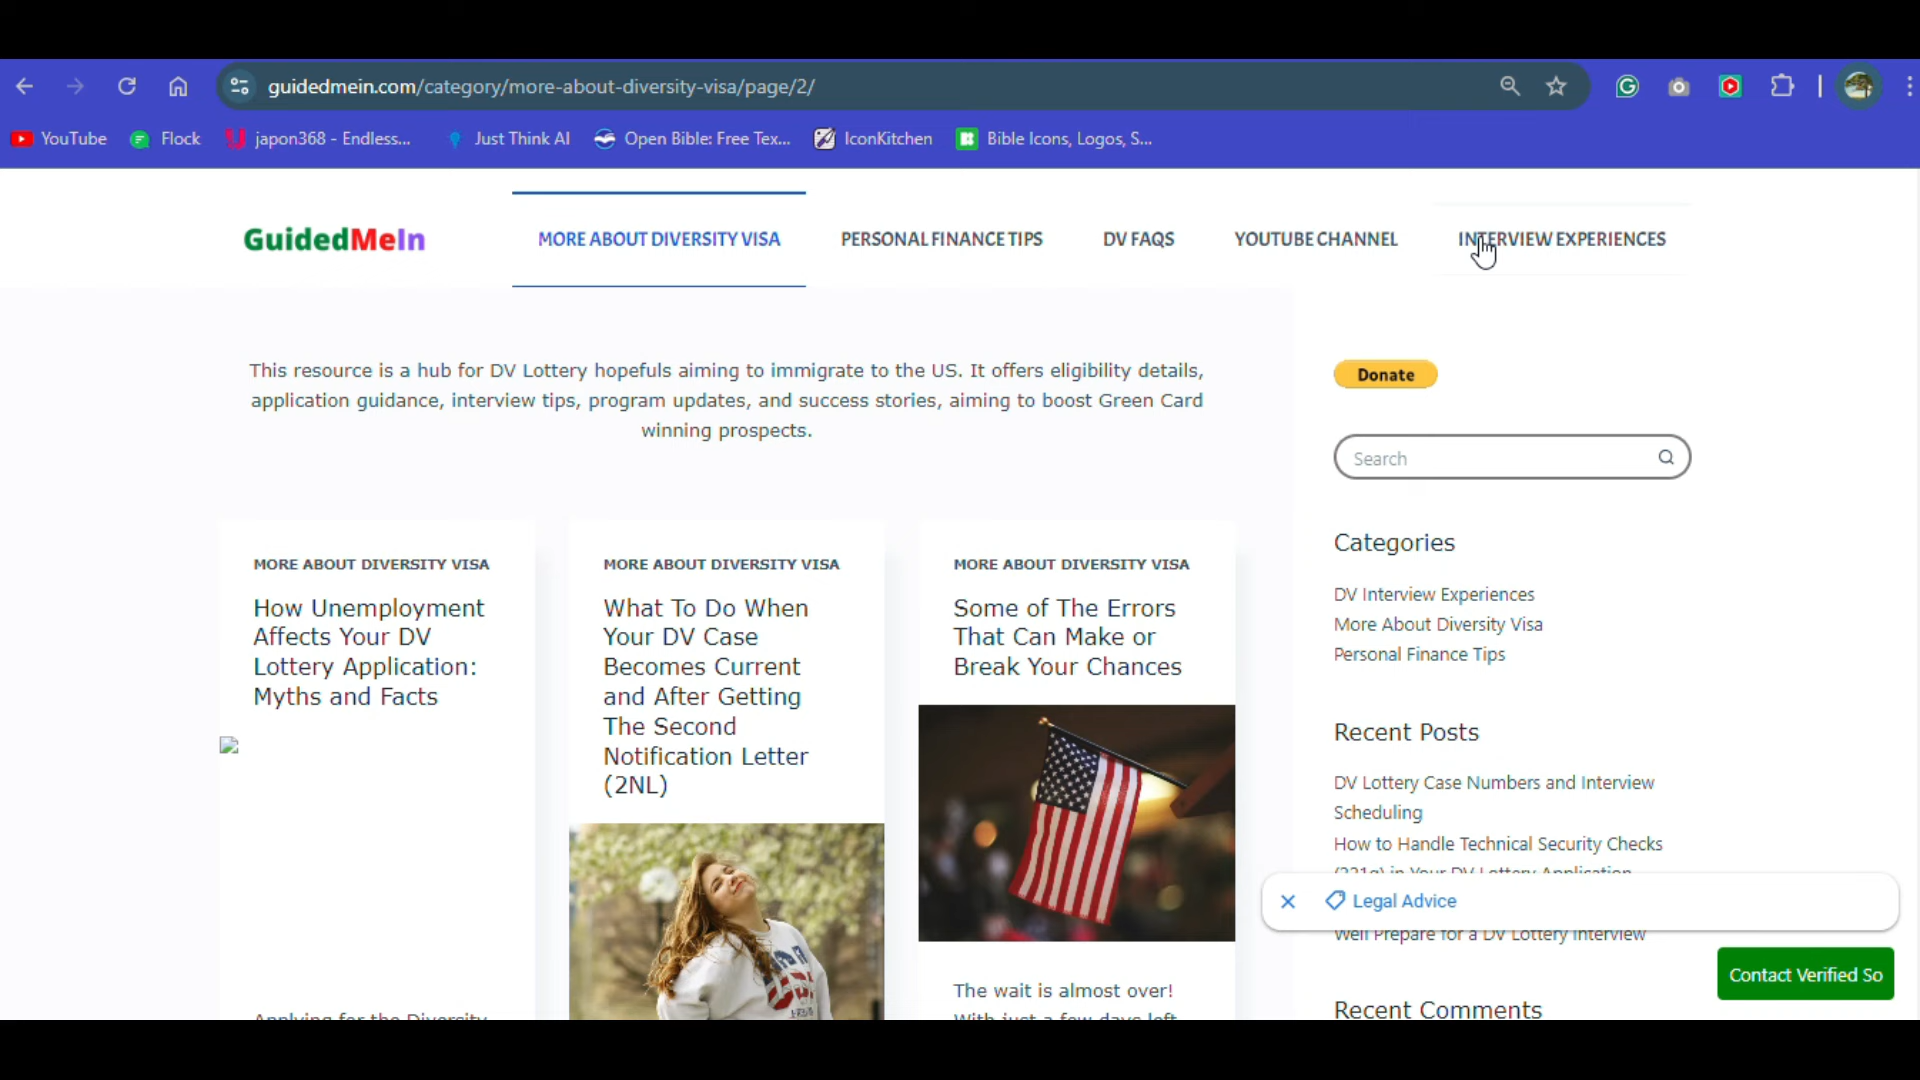 guidedmein.com/category/more-about-diversity-visa/page/2/
YouTube Flock japon368 - Endless... Just Think AI Open Bible: Free Tex... IconKitchen Bible Icons, Logos, S...
GuidedMeIn
MORE ABOUT DIVERSITY VISA PERSONAL FINANCE TIPS DV FAQS YOUTUBE CHANNEL INTERVIEW EXPERIENCES
This resource is a hub for DV Lottery hopefuls aiming to immigrate to the US. It offers eligibility details,
application guidance, interview tips, program updates, and success stories, aiming to boost Green Card
winning prospects.
MORE ABOUT DIVERSITY VISA
How Unemployment
Affects Your DV
Lottery Application:
Myths and Facts
Applying for the Diversity
MORE ABOUT DIVERSITY VISA
What To Do When
Your DV Case
Becomes Current
and After Getting
The Second
Notification Letter
(2NL)
MORE ABOUT DIVERSITY VISA
Some of The Errors
That Can Make or
Break Your Chances
The wait is almost over!
With just a few days left
Donate
Search
Categories
DV Interview Experiences
More About Diversity Visa
Personal Finance Tips
Recent Posts
DV Lottery Case Numbers and Interview
Scheduling
How to Handle Technical Security Checks
(221g) in Your DV Lottery Application
Legal Advice
Well Prepare for a DV Lottery Interview
Contact Verified So
Recent Comments